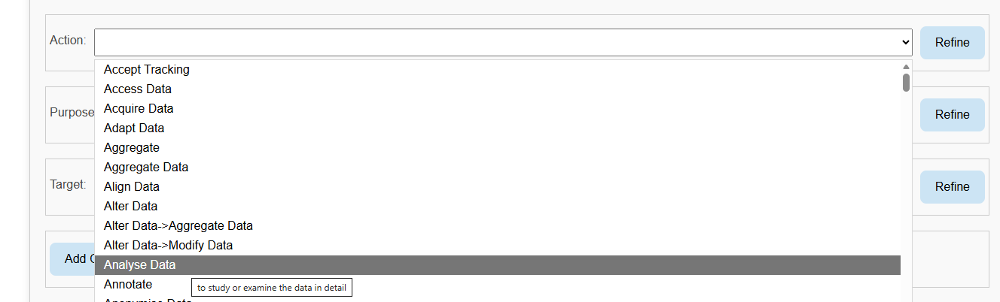 Action:
Refine
Accept Tracking
Access Data
Acquire Data
Purpose
Refine
Adapt Data
Aggregate
Aggregate Data
Target:
Align Data
Refine
Alter Data
Alter Data->Aggregate Data
Alter Data->Modify Data
Add
Analyse Data
Annotate
to study or examine the data in detail